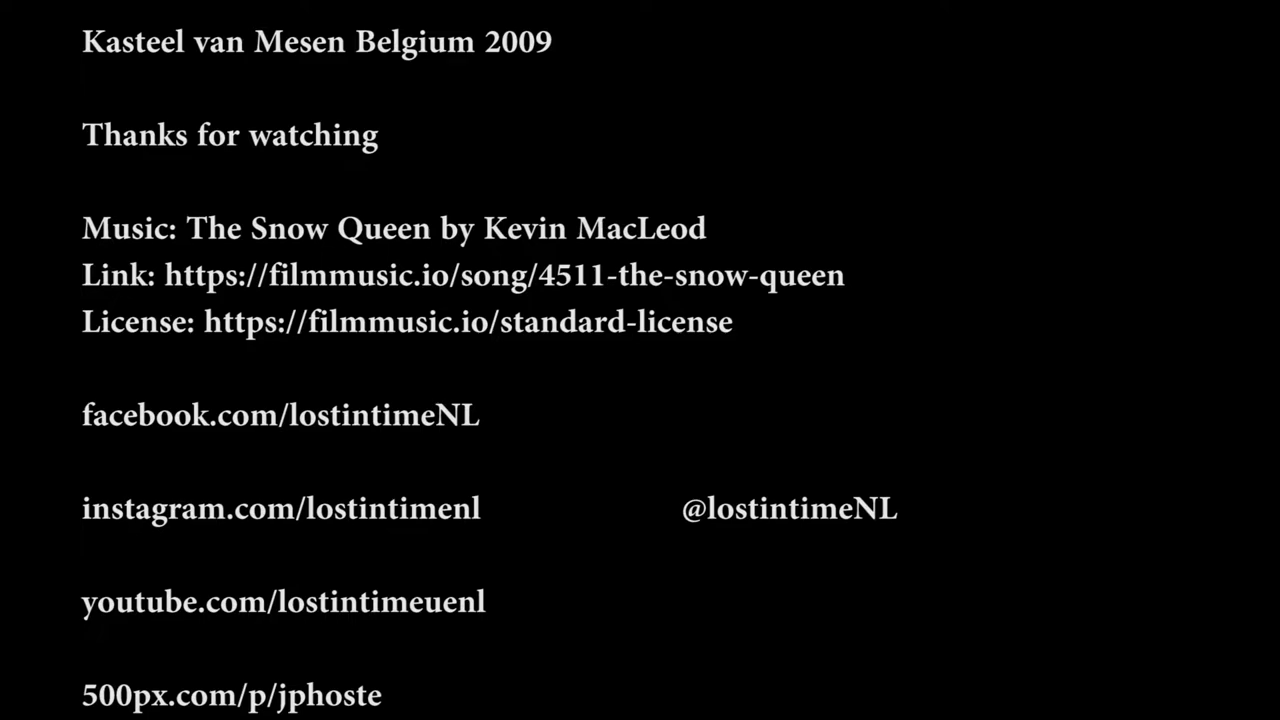 Kasteel van Mesen Belgium 2009
Thanks for watching
Music: The Snow Queen by Kevin MacLeod
Link: https://filmmusic.io/song/4511-the-snow-queen
License: https://filmmusic.io/standard-license
facebook.com/lostintimeNL
instagram.com/lostintimenl @lostintimeNL
youtube.com/lostintimeuenl
500px.com/p/jphoste